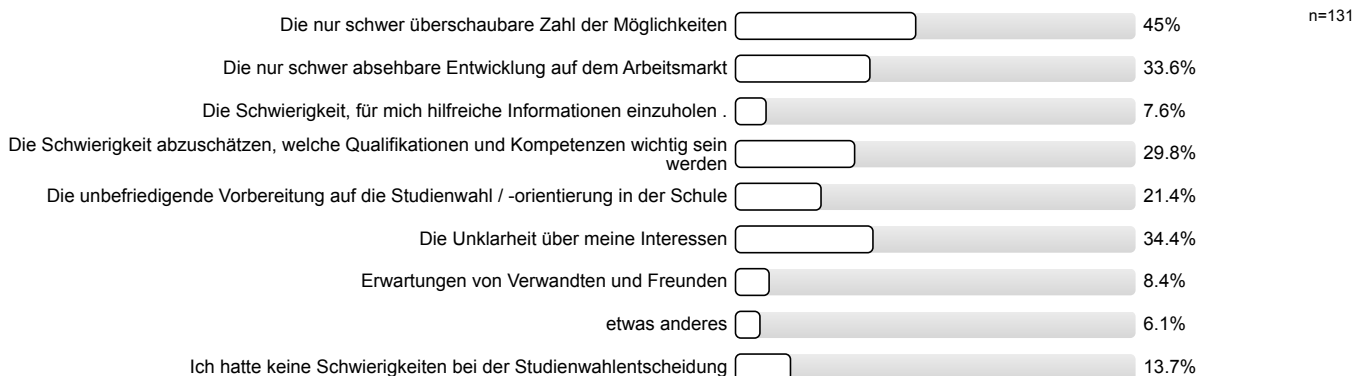 Die nur schwer überschaubare Zahl der Möglichkeiten 45% n=131
Die nur schwer absehbare Entwicklung auf dem Arbeitsmarkt 33.6%
Die Schwierigkeit, für mich hilfreiche Informationen einzuholen . 7.6%
Die Schwierigkeit abzuschätzen, welche Qualifikationen und Kompetenzen wichtig sein
werden 29.8%
Die unbefriedigende Vorbereitung auf die Studienwahl / -orientierung in der Schule 21.4%
Die Unklarheit über meine Interessen 34.4%
Erwartungen von Verwandten und Freunden 8.4%
etwas anderes 6.1%
Ich hatte keine Schwierigkeiten bei der Studienwahlentscheidung 13.7%